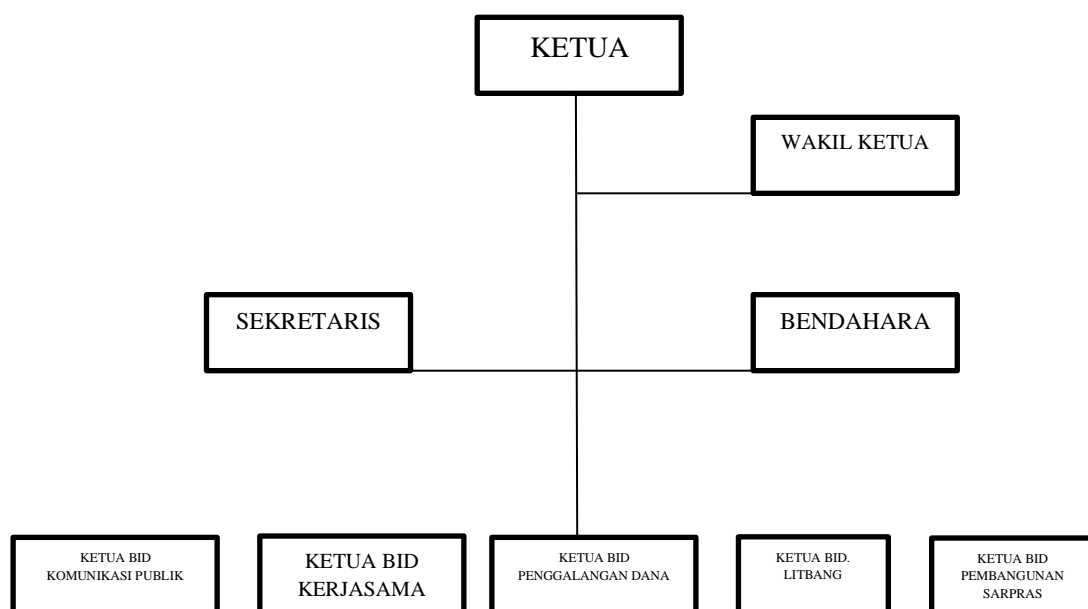 KETUA
WAKIL KETUA
SEKRETARIS
BENDAHARA
KETUA BID
KOMUNIKASI PUBLIK
KETUA BID
KERJASAMA
KETUA BID
PENGGALANGAN DANA
KETUA BID.
LITBANG
KETUA BID
PEMBANGUNAN
SARPRAS